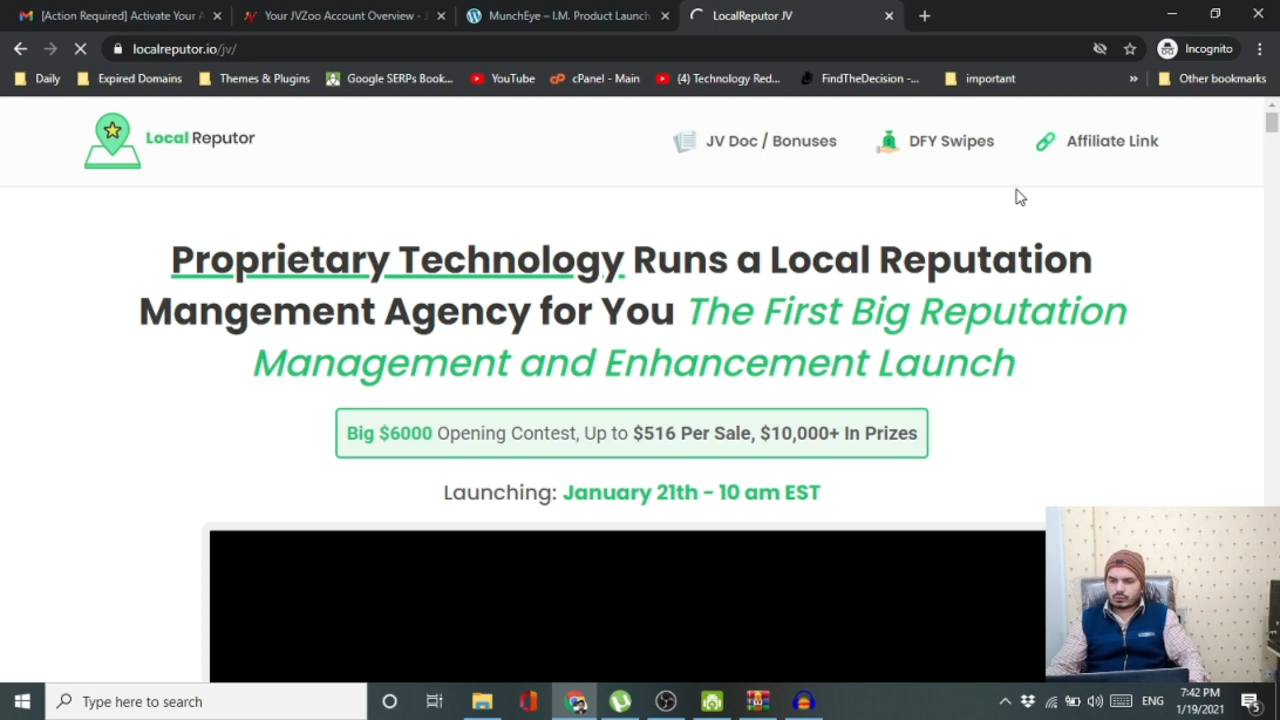 [Action Required] Activate Your A
Your JVZoo Account Overview - J
MunchEye – I.M. Product Launch
LocalReputor JV
localreputor.io/jv/
Incognito
Daily
Expired Domains
Themes & Plugins
Google SERPs Book...
YouTube
cPanel - Main
(4) Technology Red...
FindTheDecision -...
important
»
Other bookmarks
Local Reputor
JV Doc / Bonuses
DFY Swipes
Affiliate Link
Proprietary Technology Runs a Local Reputation
Mangement Agency for You The First Big Reputation
Management and Enhancement Launch
Big $6000 Opening Contest, Up to $516 Per Sale, $10,000+ In Prizes
Launching: January 21th - 10 am EST
Type here to search
ENG
7:42 PM
1/19/2021
5